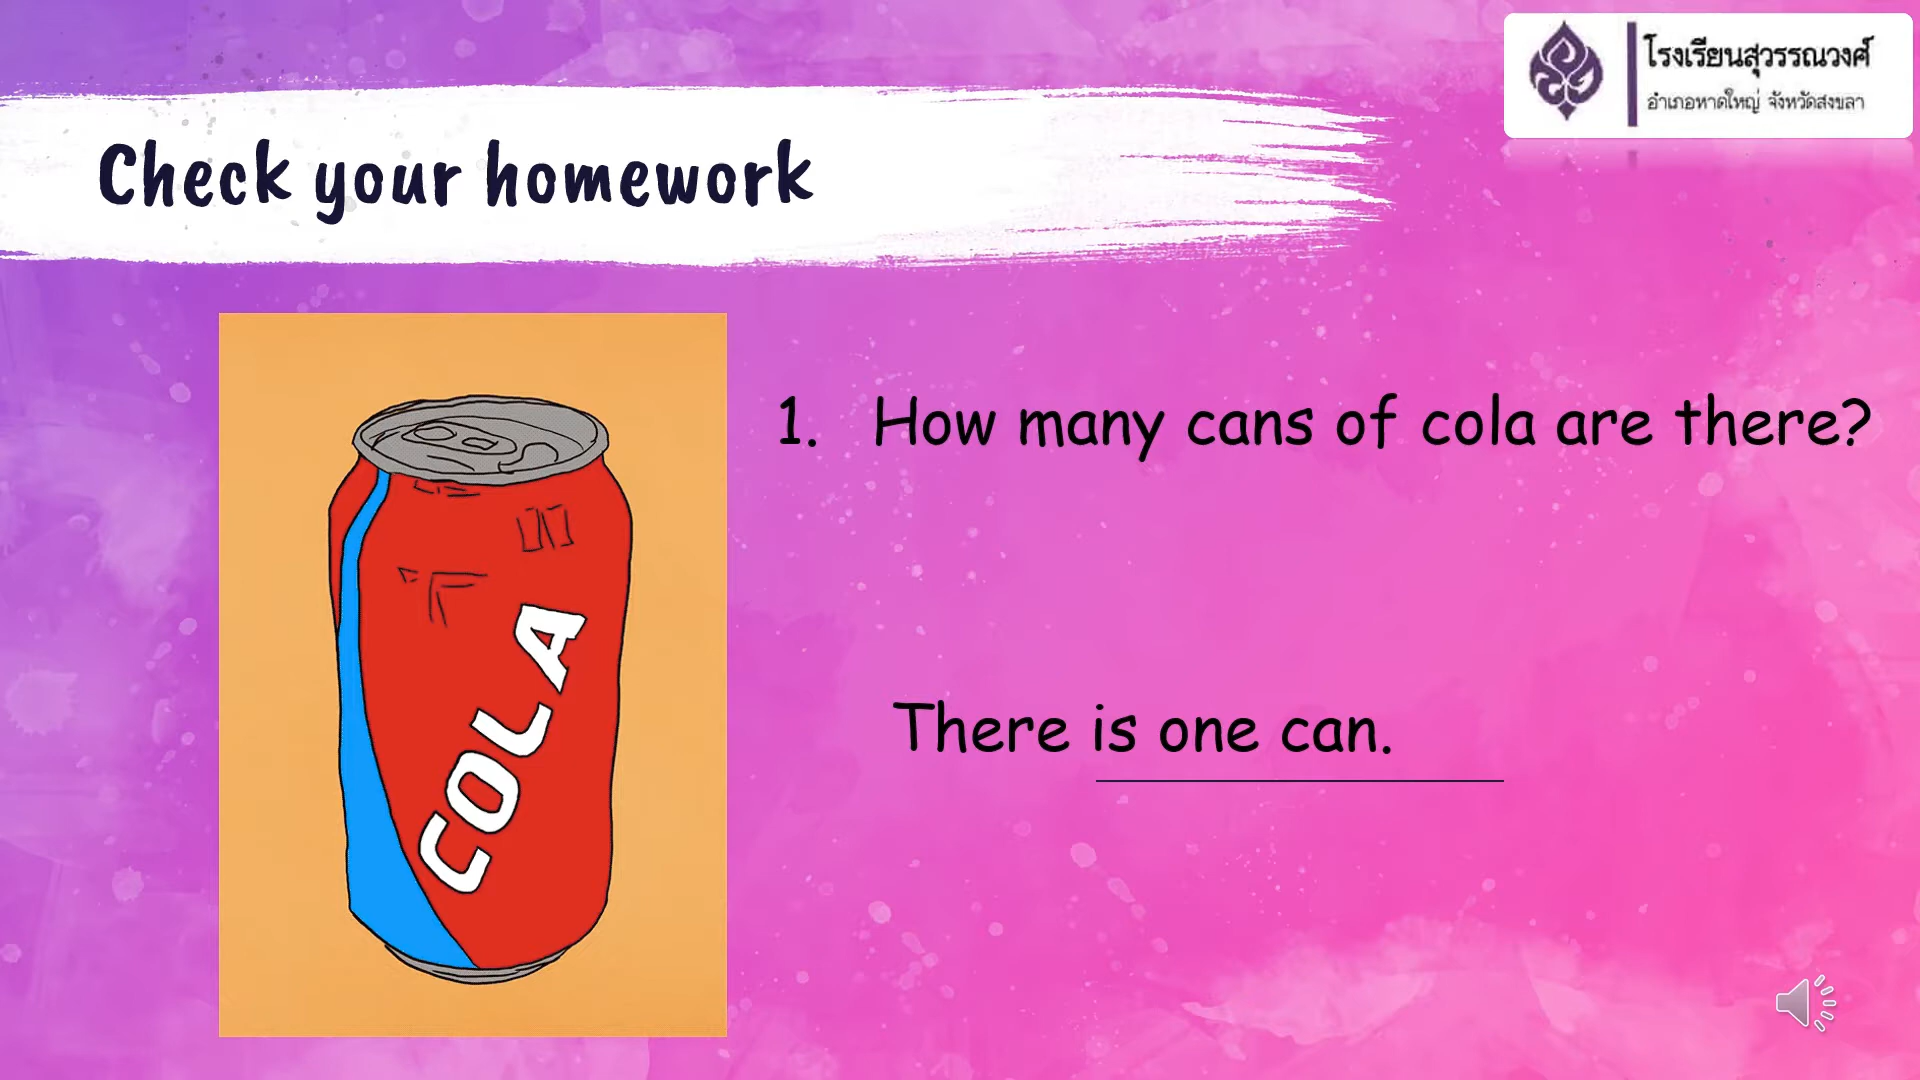 โรงเรียนสุวรรณวงศ์
อำเภอหาดใหญ่ จังหวัดสงขลา
Check your homework
1. How many cans of cola are there?
COLA
There is one can.